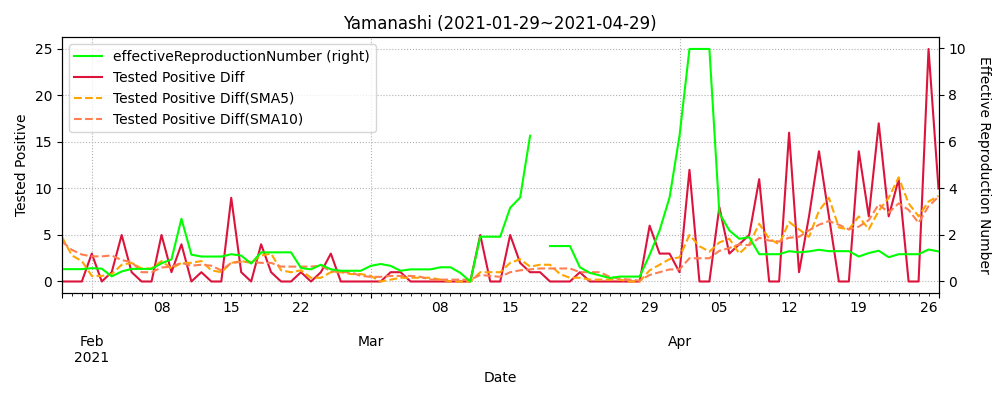 Yamanashi (2021-01-29~2021-04-29)
effectiveReproductionNumber (right)
Tested Positive Diff
Tested Positive Diff(SMA5)
Tested Positive Diff(SMA10)
Tested Positive
25
20
15
10
5
0
Effective Reproduction Number
10
8
6
4
2
0
08 15 22 08 15 22 29 05 12 19 26
Feb Mar Apr
2021
Date